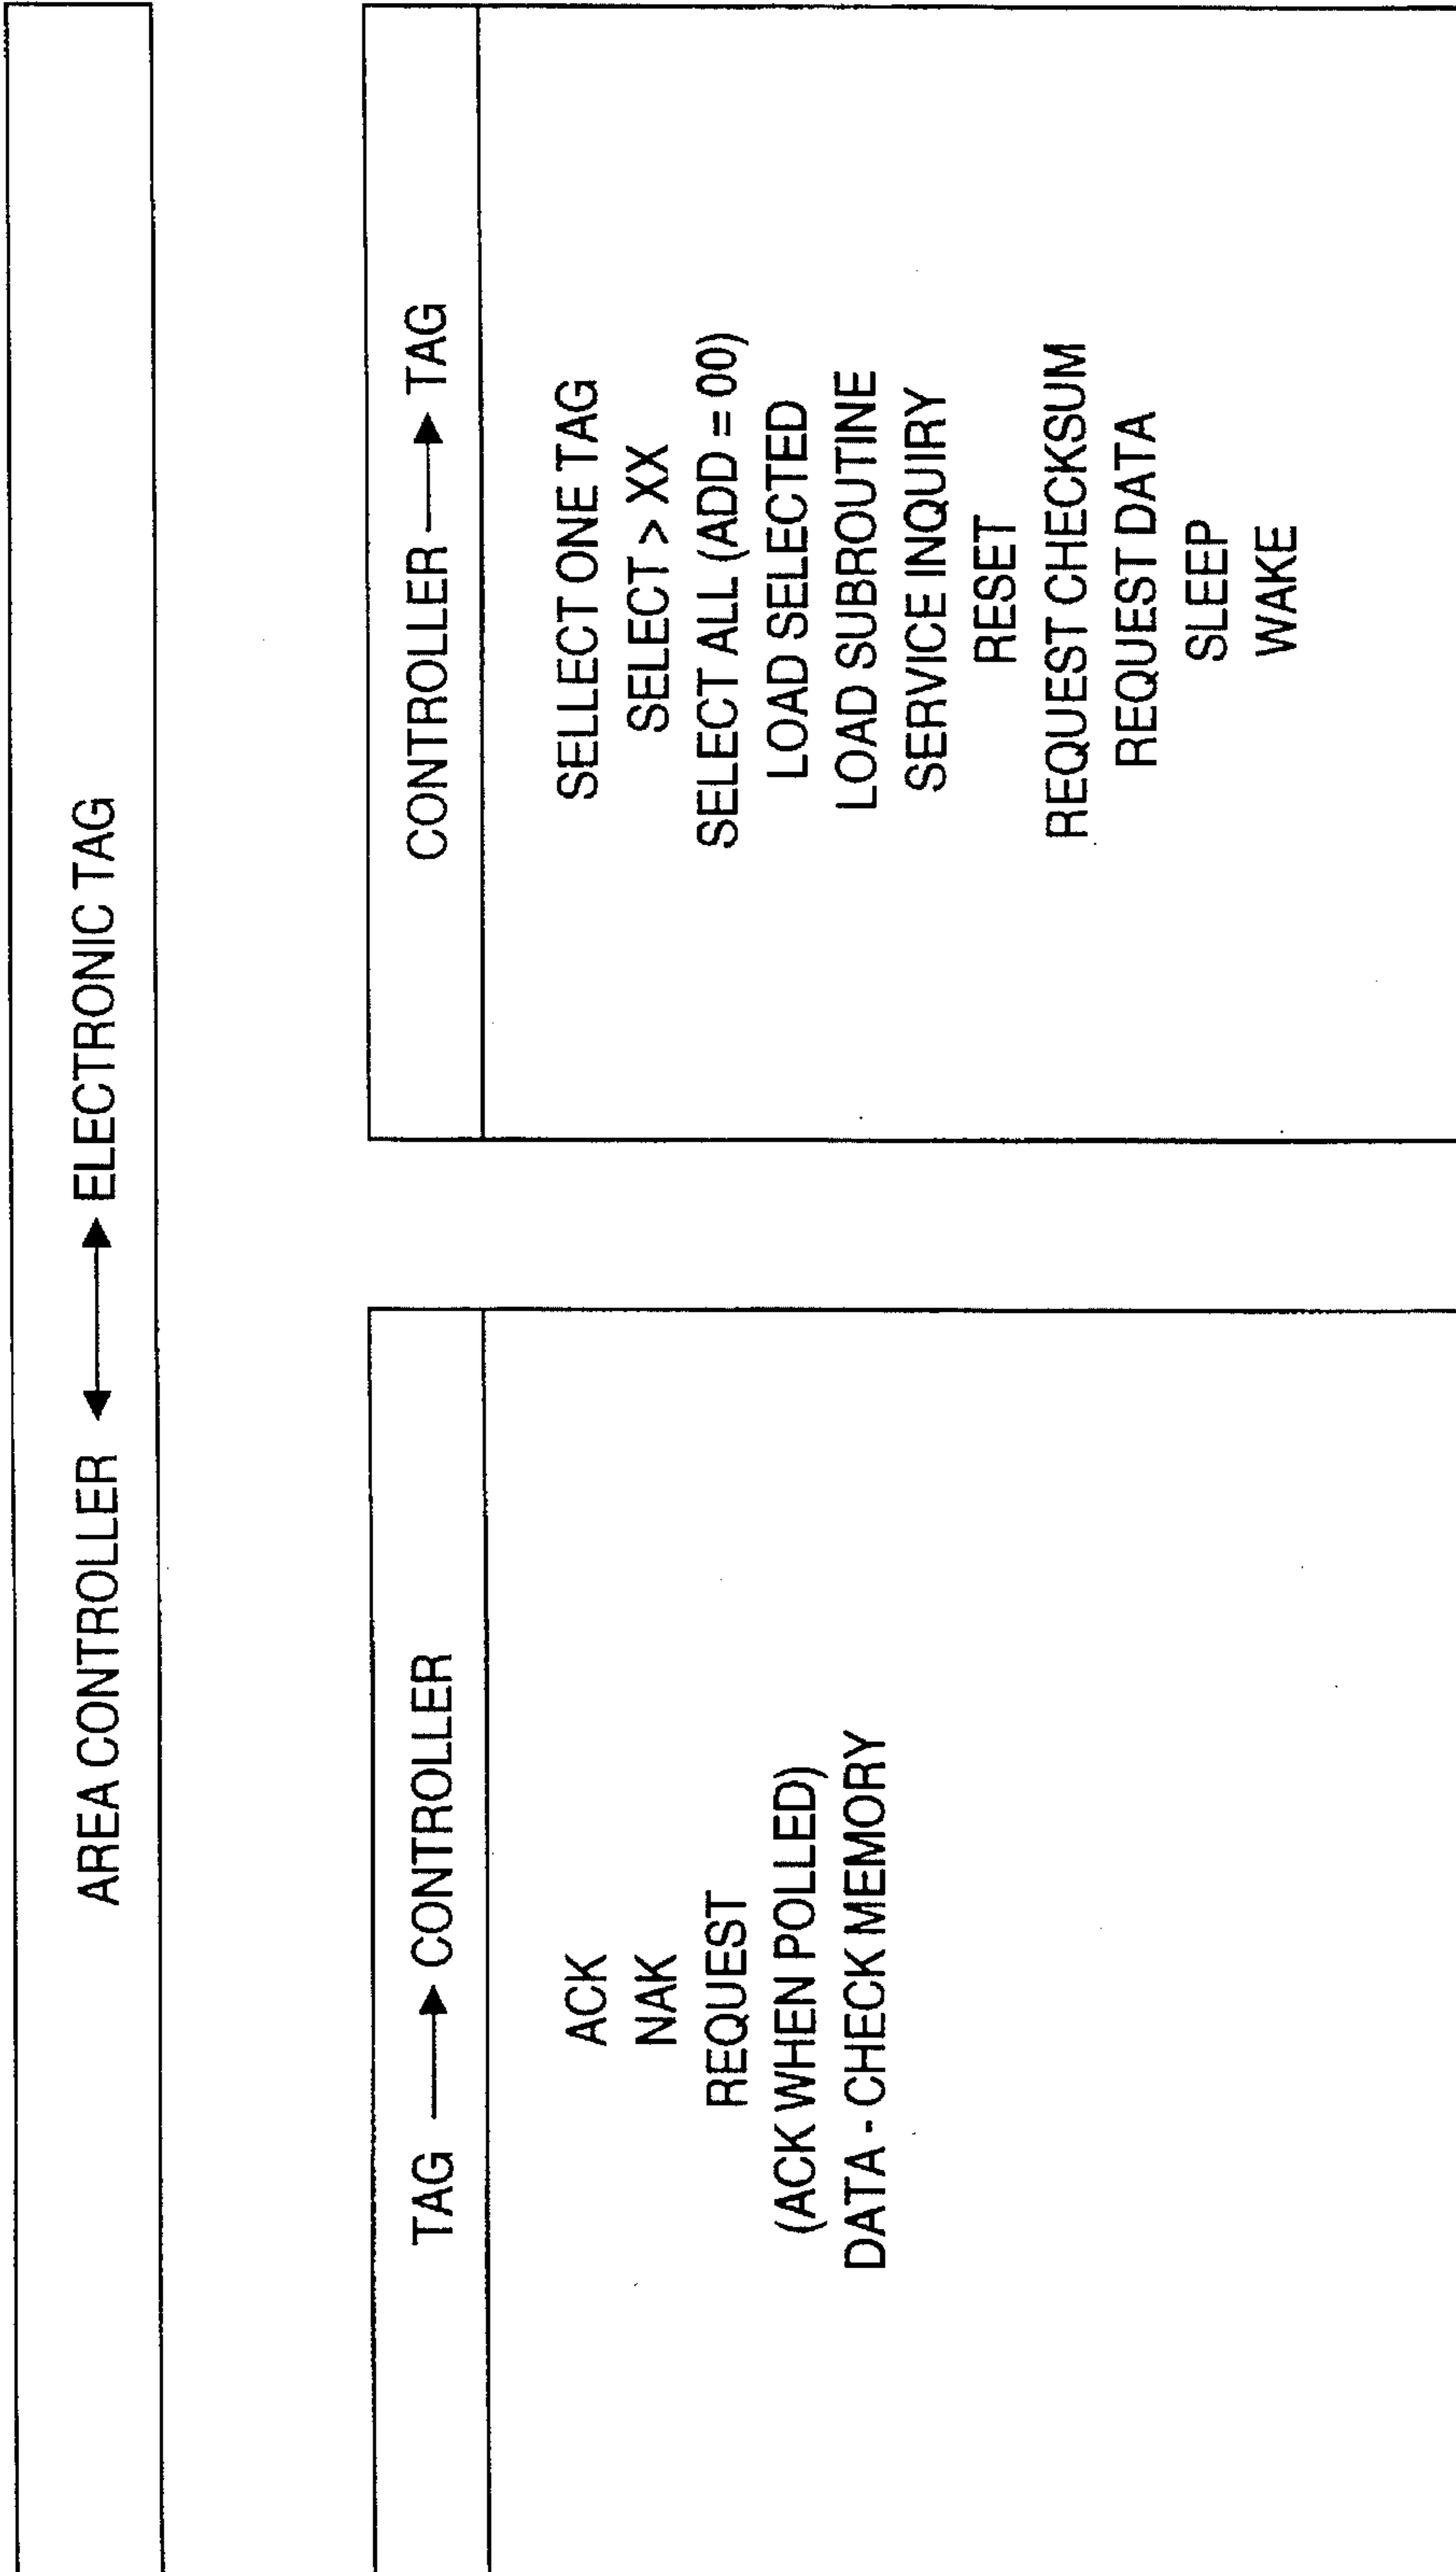 AREA CONTROLLER ◄──► ELECTRONIC TAG
TAG ──► CONTROLLER
ACK
NAK
REQUEST
(ACK WHEN POLLED)
DATA - CHECK MEMORY
CONTROLLER ──► TAG
SELLECT ONE TAG
SELECT > XX
SELECT ALL (ADD = 00)
LOAD SELECTED
LOAD SUBROUTINE
SERVICE INQUIRY
RESET
REQUEST CHECKSUM
REQUEST DATA
SLEEP
WAKE